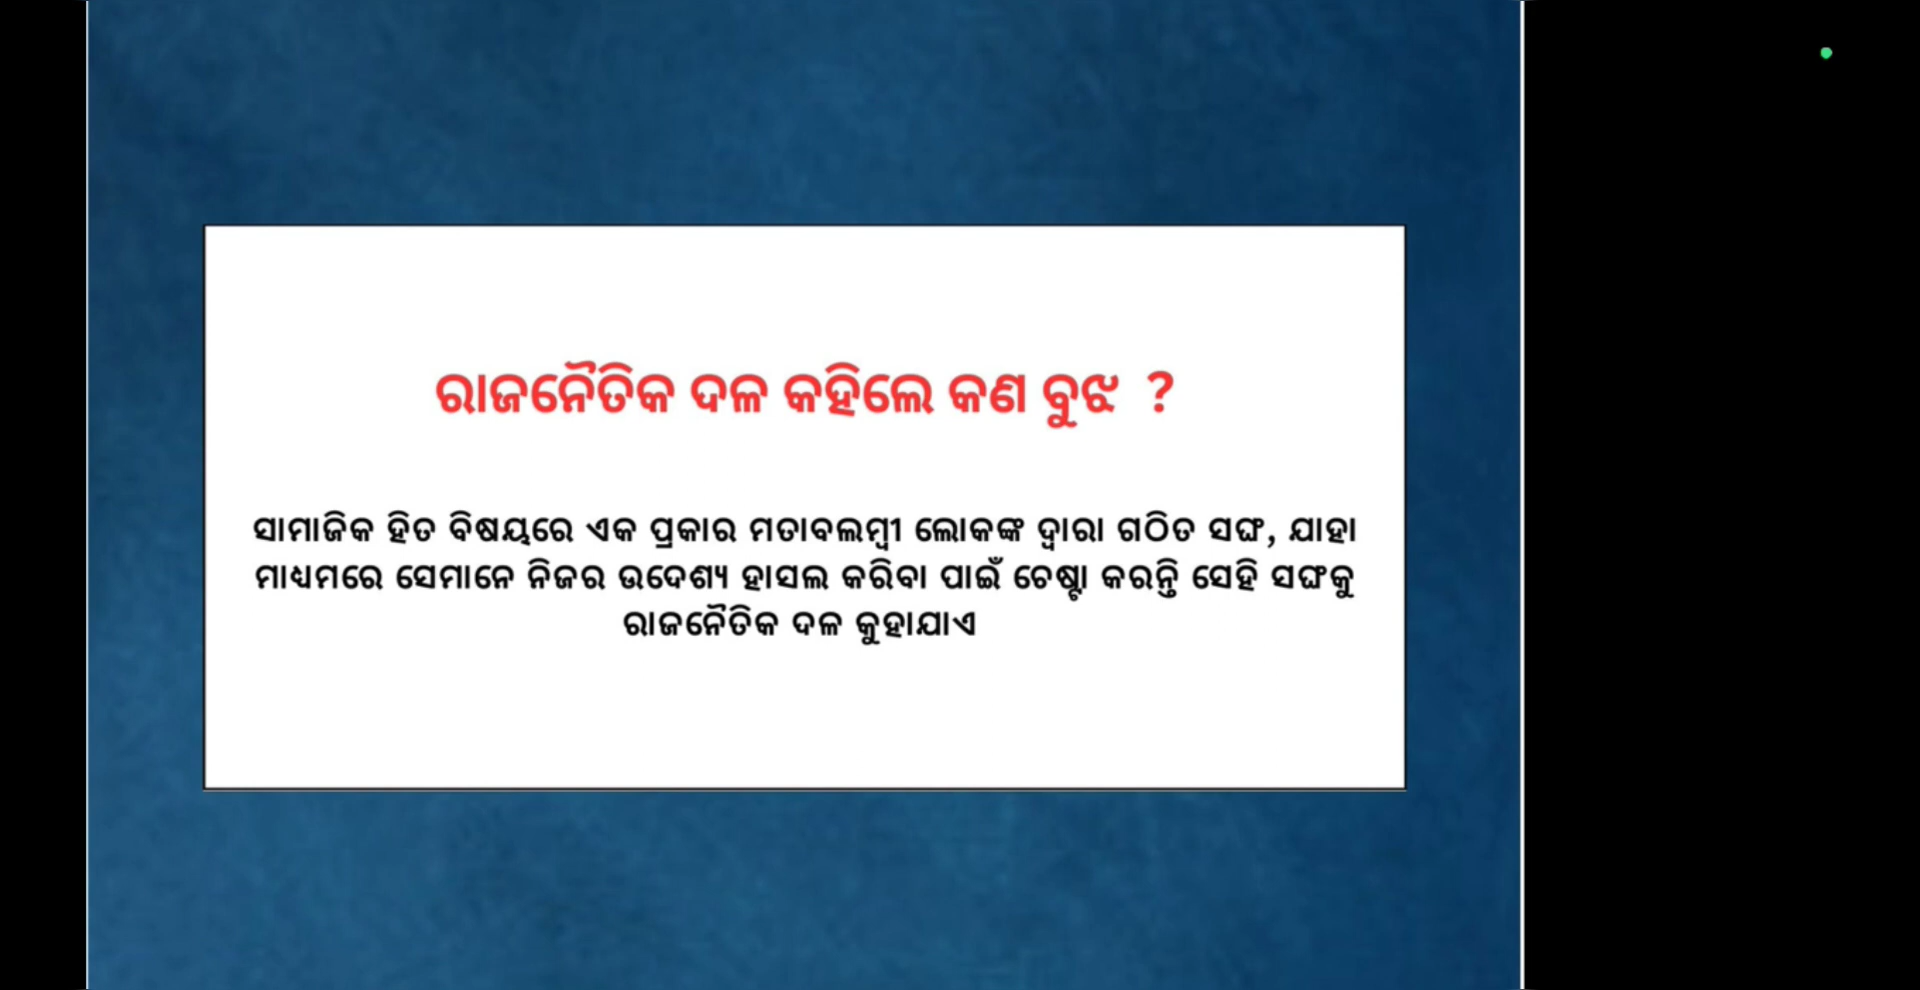 ରାଜନୈତିକ ଦଳ କହିଲେ କଣ ବୁଝ ?
ସାମାଜିକ ହିତ ବିଷୟରେ ଏକ ପ୍ରକାର ମତାବଲମ୍ବୀ ଲୋକଙ୍କ ଦ୍ୱାରା ଗଠିତ ସଙ୍ଘ, ଯାହା
ମାଧ୍ୟମରେ ସେମାନେ ନିଜର ଉଦେଶ୍ୟ ହାସଲ କରିବା ପାଇଁ ଚେଷ୍ଟା କରନ୍ତି ସେହି ସଙ୍ଘକୁ
ରାଜନୈତିକ ଦଳ କୁହାଯାଏ